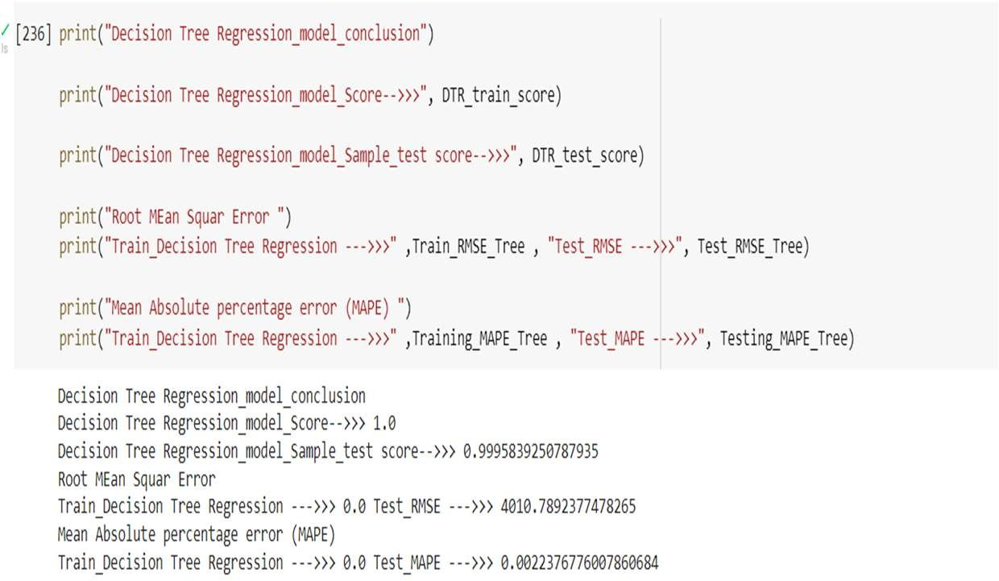 [236] print("Decision Tree Regression_model_conclusion")
print("Decision Tree Regression_model_Score-->>>", DTR_train_score)
print("Decision Tree Regression_model_Sample_test score-->>>", DTR_test_score)
print("Root MEan Squar Error ")
print("Train_Decision Tree Regression --->>>" ,Train_RMSE_Tree , "Test_RMSE --->>>", Test_RMSE_Tree)
print("Mean Absolute percentage error (MAPE) ")
print("Train_Decision Tree Regression --->>>" ,Training_MAPE_Tree , "Test_MAPE --->>>", Testing_MAPE_Tree)
Decision Tree Regression_model_conclusion
Decision Tree Regression_model_Score-->>> 1.0
Decision Tree Regression_model_Sample_test score-->>> 0.9995839250787935
Root MEan Squar Error
Train_Decision Tree Regression --->>> 0.0 Test_RMSE --->>> 4010.7892377478265
Mean Absolute percentage error (MAPE)
Train_Decision Tree Regression --->>> 0.0 Test_MAPE --->>> 0.0022376776007860684